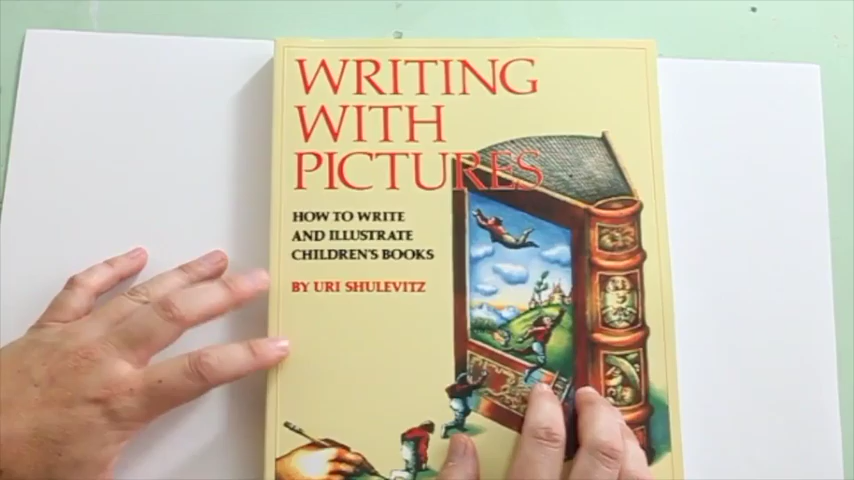 WRITING
WITH
PICTURES
HOW TO WRITE
AND ILLUSTRATE
CHILDREN'S BOOKS
BY URI SHULEVITZ